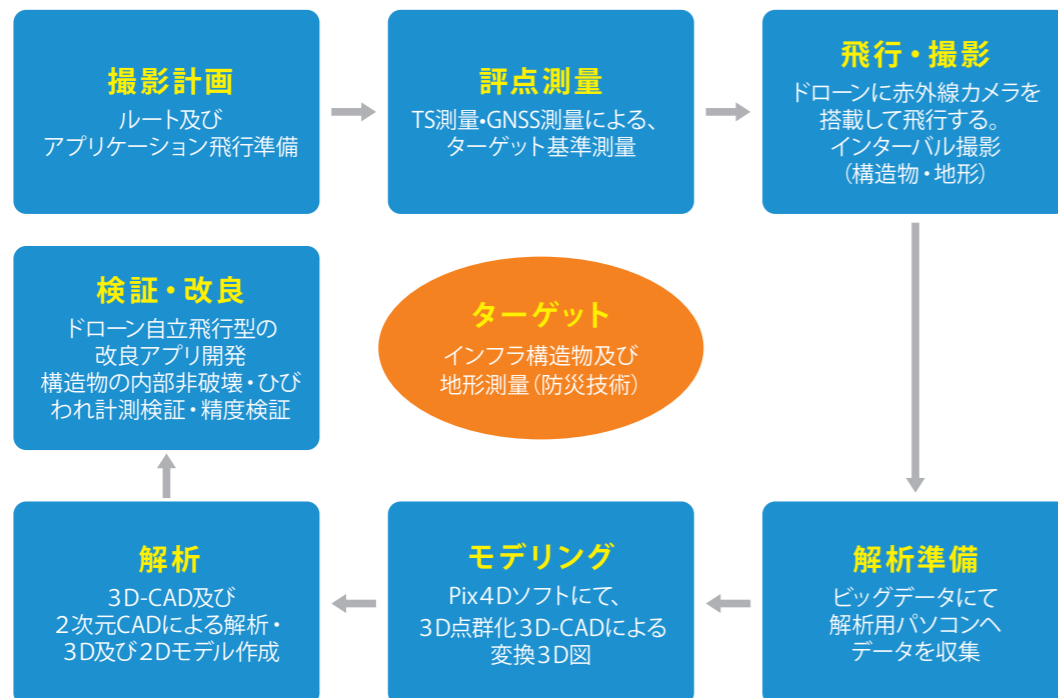 撮影計画
ルート及び
アプリケーション飛行準備
評点測量
TS測量・GNSS測量による、
ターゲット基準測量
飛行・撮影
ドローンに赤外線カメラを
搭載して飛行する。
インターバル撮影
（構造物・地形）
検証・改良
ドローン自立飛行型の
改良アプリ開発
構造物の内部非破壊・ひび
われ計測検証・精度検証
ターゲット
インフラ構造物及び
地形測量（防災技術）
解析
３D-CAD及び
２次元CADによる解析・
３D及び２Dモデル作成
モデリング
Pix４Dソフトにて、
３D点群化３D-CADによる
変換３D図
解析準備
ビッグデータにて
解析用パソコンへ
データを収集